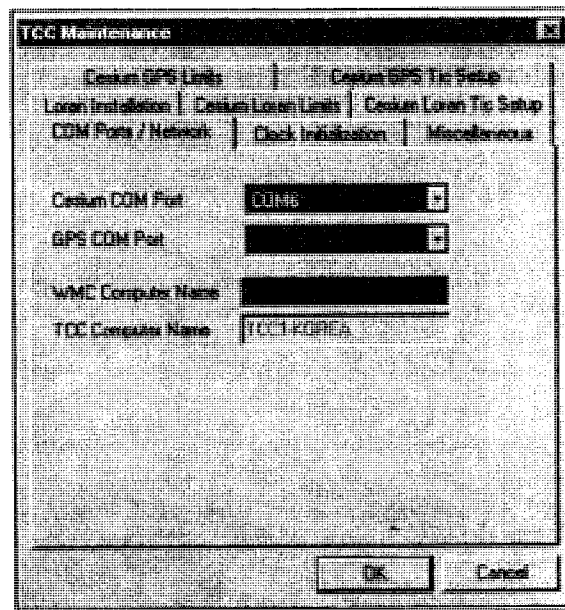 TCC Maintenance
Cesium GPS Limits
Cesium GPS Tic Setup
Loran Installation
Cesium Loran Limits
Cesium Loran Tic Setup
COM Ports / Network
Clock Initialization
Miscellaneous
Cesium COM Port
COM6
GPS COM Port
WMC Computer Name
TCC Computer Name
TCC1-KOREA
OK
Cancel